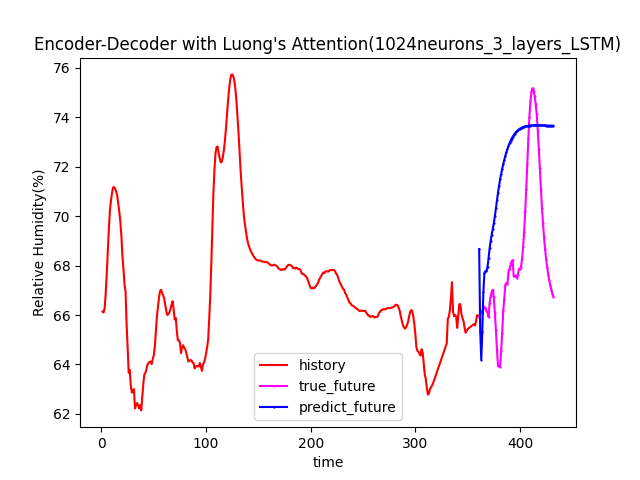 Encoder-Decoder with Luong's Attention(1024neurons_3_layers_LSTM)
76
74
72
70
68
66
64
62
Relative Humidity(%)
0
100
200
300
400
time
history
true_future
predict_future